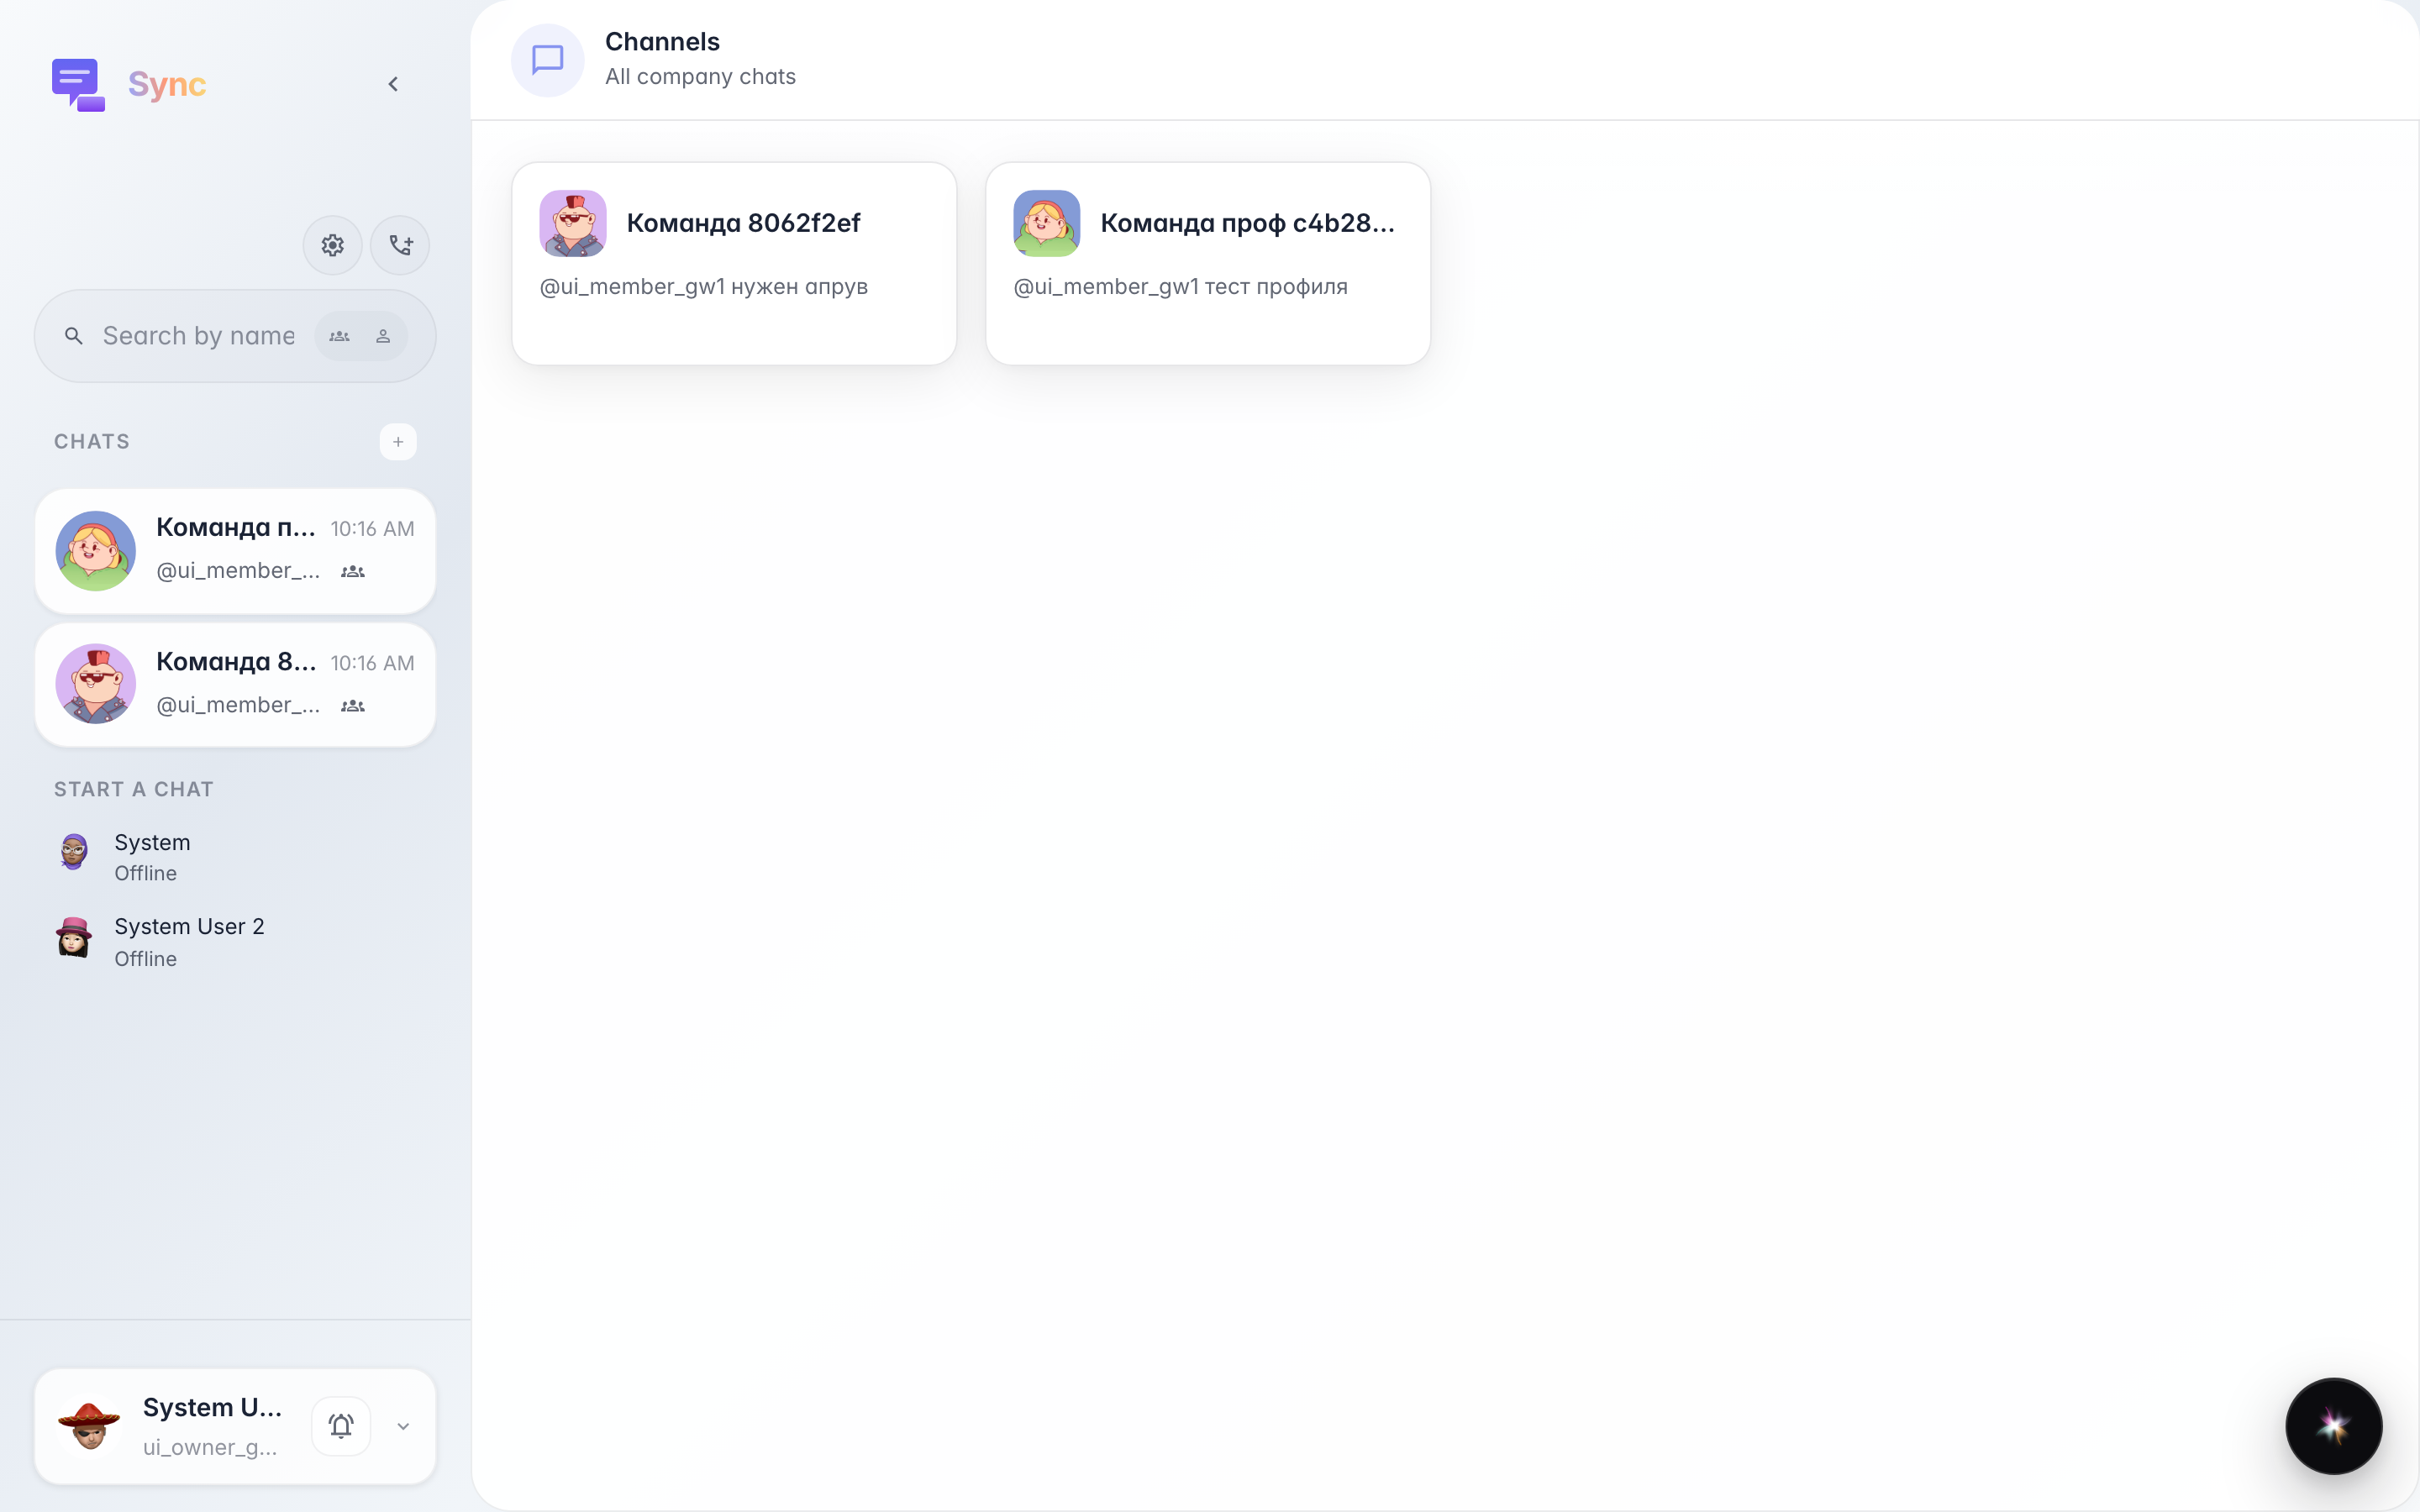 Sync
Search by name
CHATS
Команда п... 10:16 AM
@ui_member_...
Команда 8... 10:16 AM
@ui_member_...
START A CHAT
System
Offline
System User 2
Offline
System U...
ui_owner_g...
Channels
All company chats
Команда 8062f2ef
@ui_member_gw1 нужен апрув
Команда проф c4b28...
@ui_member_gw1 тест профиля